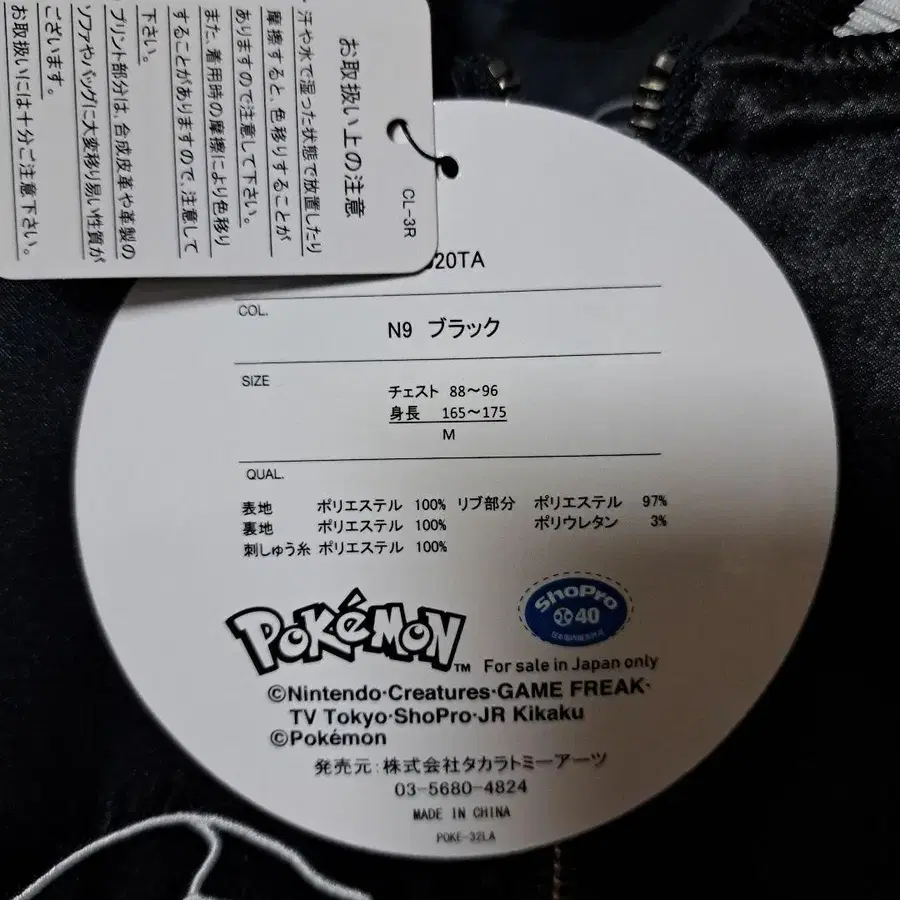 お取扱い上の注意
・汗や水で湿った状態で放置したり
摩擦すると、色移りすることが
ありますので注意して下さい。
また、着用時の摩擦により色移り
することがありますので、注意して
下さい。
・プリント部分は、合成皮革や革製の
ソファやバッグに大変移り易い性質が
ございます。
お取扱いには十分ご注意下さい。
CL-3R
20TA
COL.
N9 ブラック
SIZE
チェスト 88～96
身長 165～175
M
QUAL.
表地 ポリエステル 100% リブ部分 ポリエステル 97%
裏地 ポリエステル 100% ポリウレタン 3%
刺しゅう糸 ポリエステル 100%
POKéMON TM
ShoPro
40
For sale in Japan only
©Nintendo・Creatures・GAME FREAK・
TV Tokyo・ShoPro・JR Kikaku
©Pokémon
発売元：株式会社タカラトミーアーツ
03-5680-4824
MADE IN CHINA
POKE-32LA